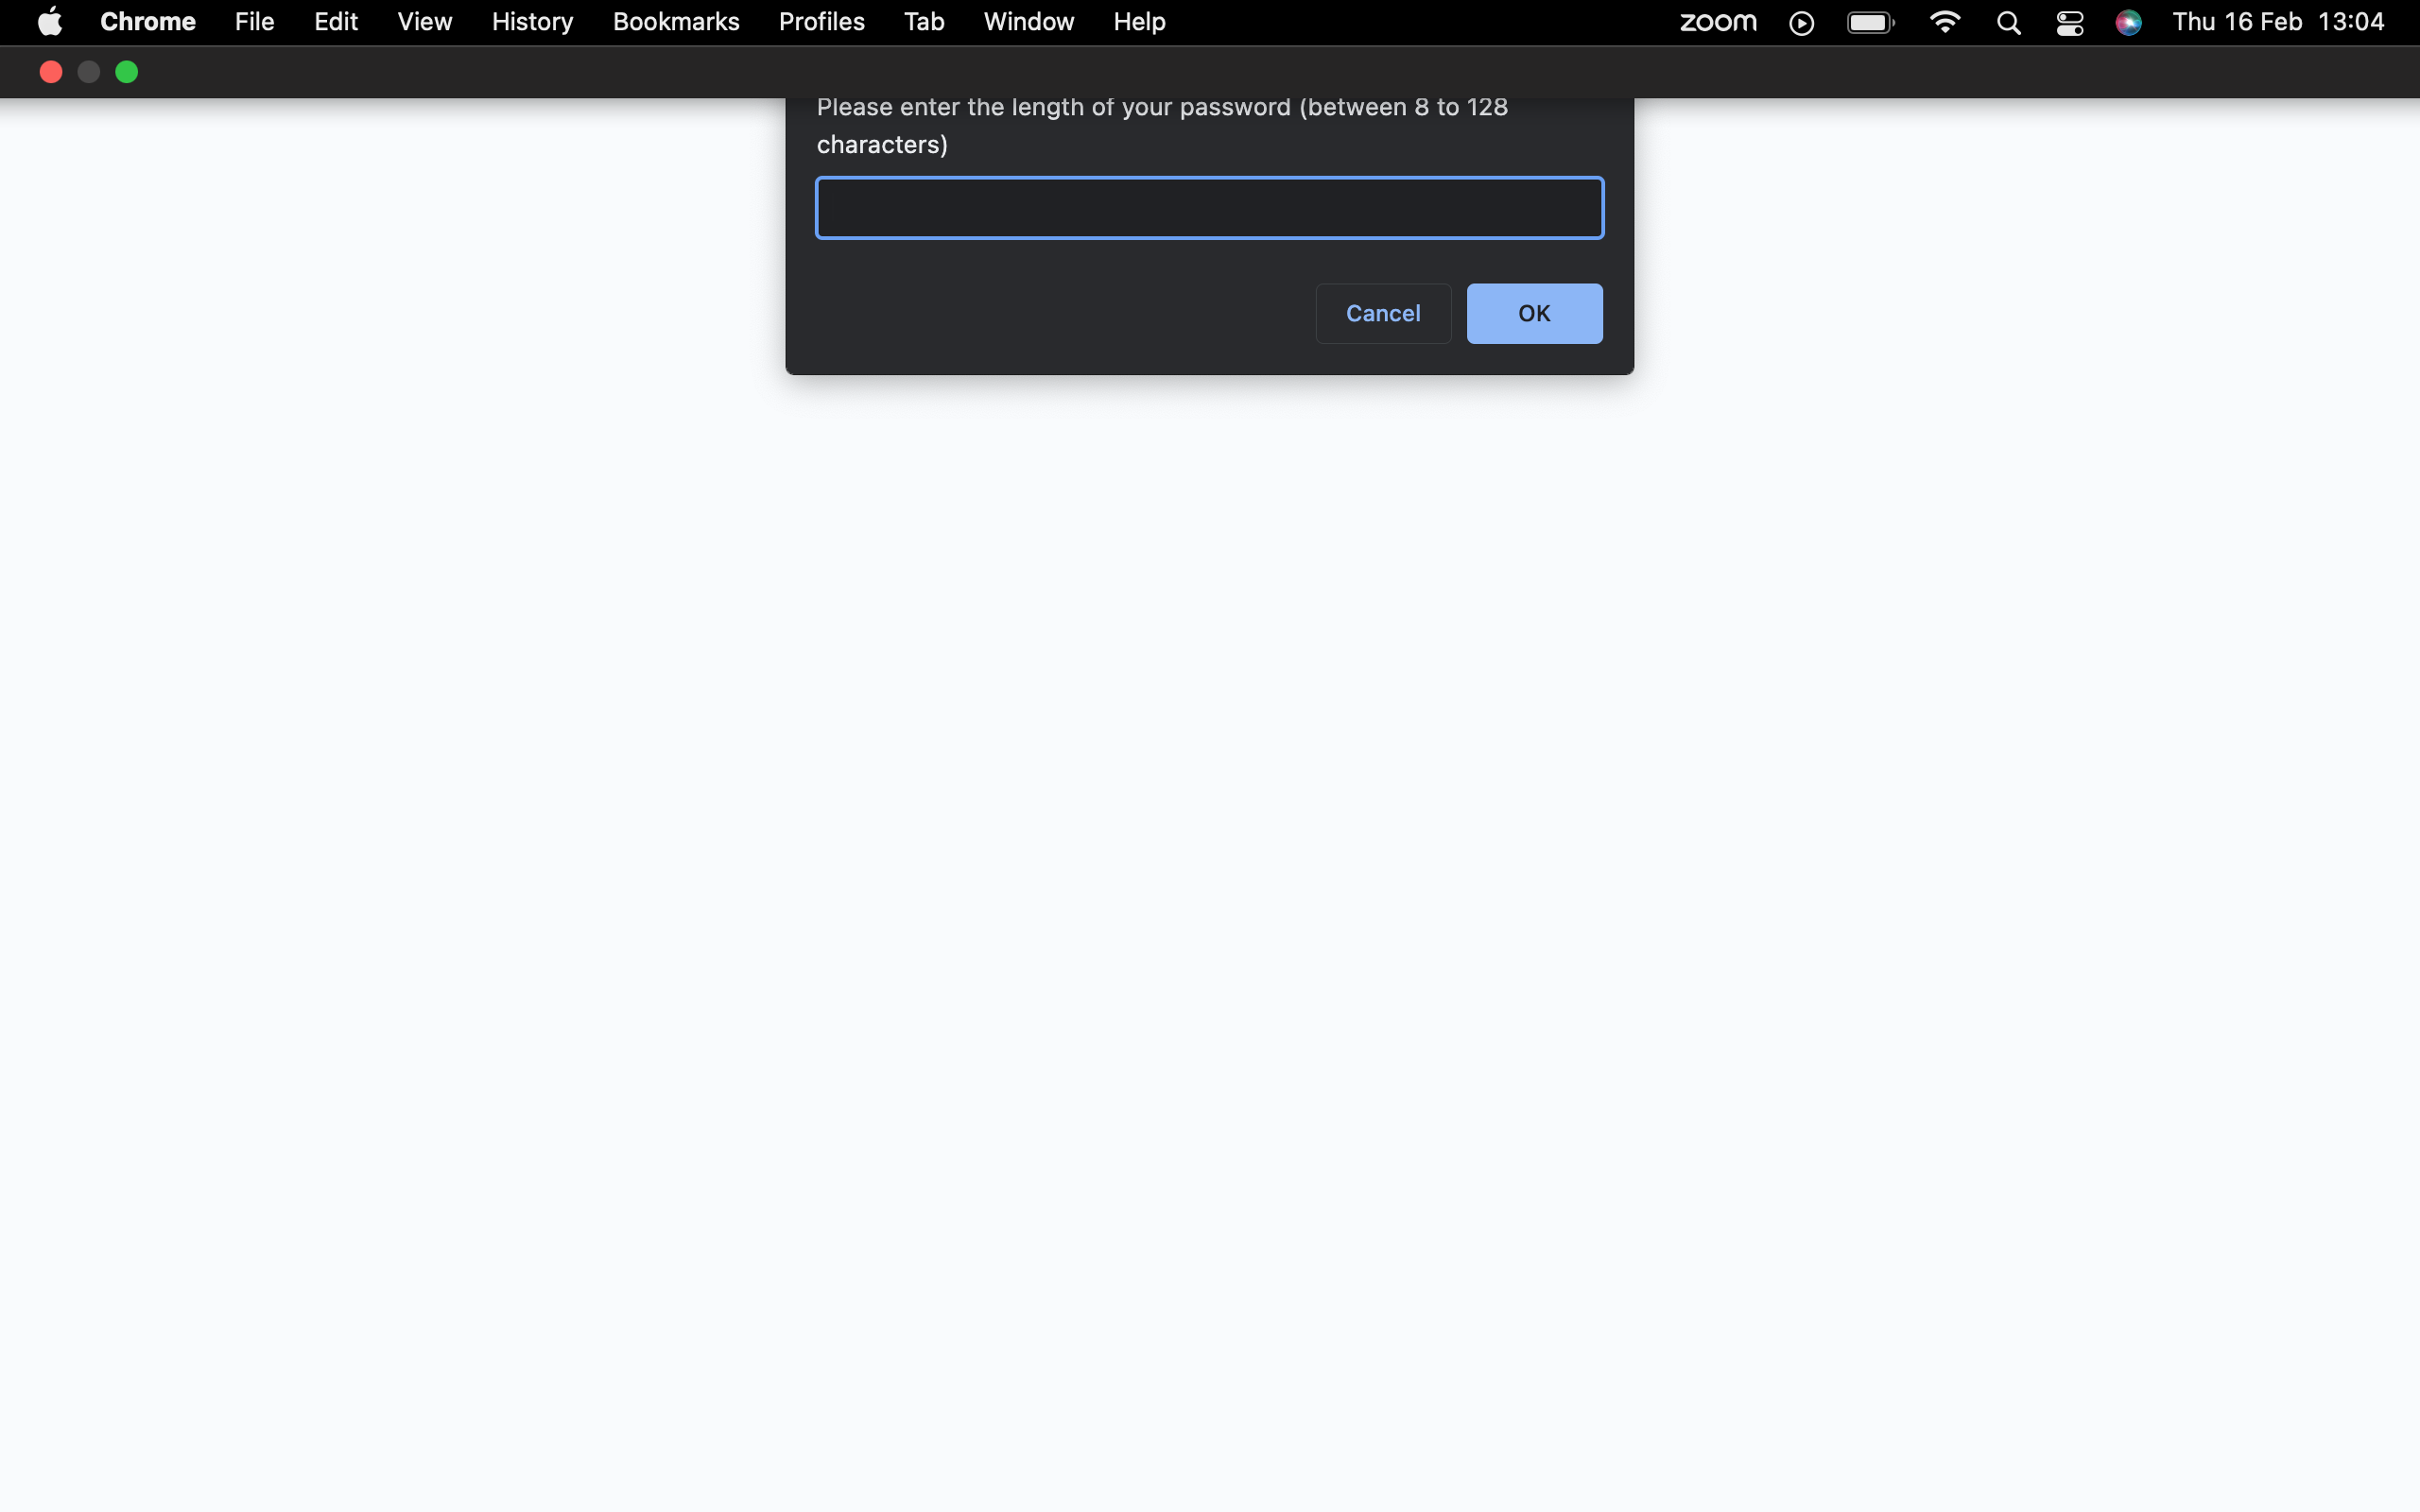 Chrome File Edit View History Bookmarks Profiles Tab Window Help zoom Thu 16 Feb 13:04
Please enter the length of your password (between 8 to 128
characters)
Cancel OK